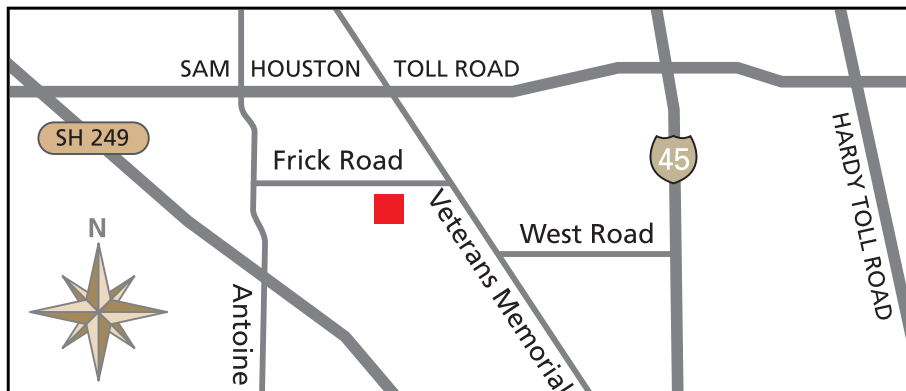 SAM HOUSTON TOLL ROAD
SH 249
Frick Road
45
HARDY TOLL ROAD
Veterans Memorial
West Road
N
Antoine